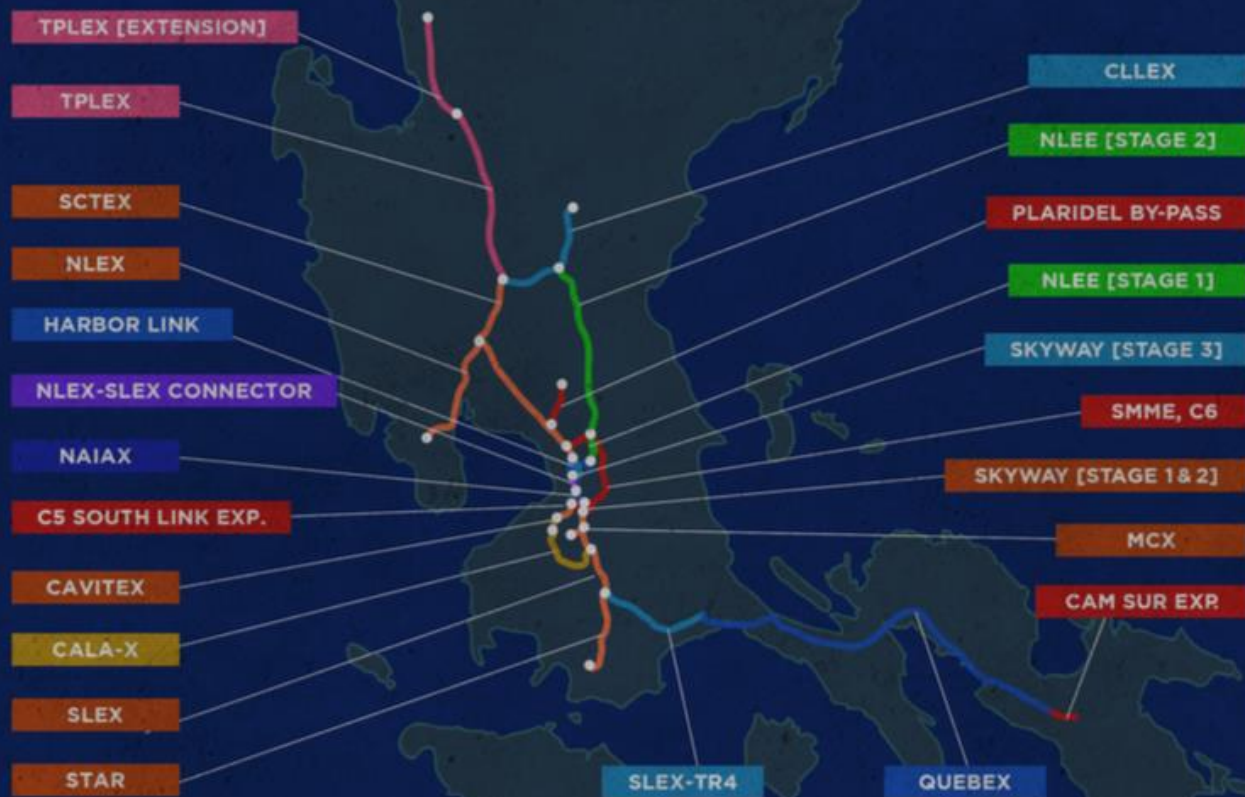 TPLEX [EXTENSION]
TPLEX
SCTEX
NLEX
HARBOR LINK
NLEX-SLEX CONNECTOR
NAIAX
C5 SOUTH LINK EXP.
CAVITEX
CALA-X
SLEX
STAR
CLLEX
NLEE [STAGE 2]
PLARIDEL BY-PASS
NLEE [STAGE 1]
SKYWAY [STAGE 3]
SMME, C6
SKYWAY [STAGE 1 & 2]
MCX
CAM SUR EXP.
SLEX-TR4
QUEBEX